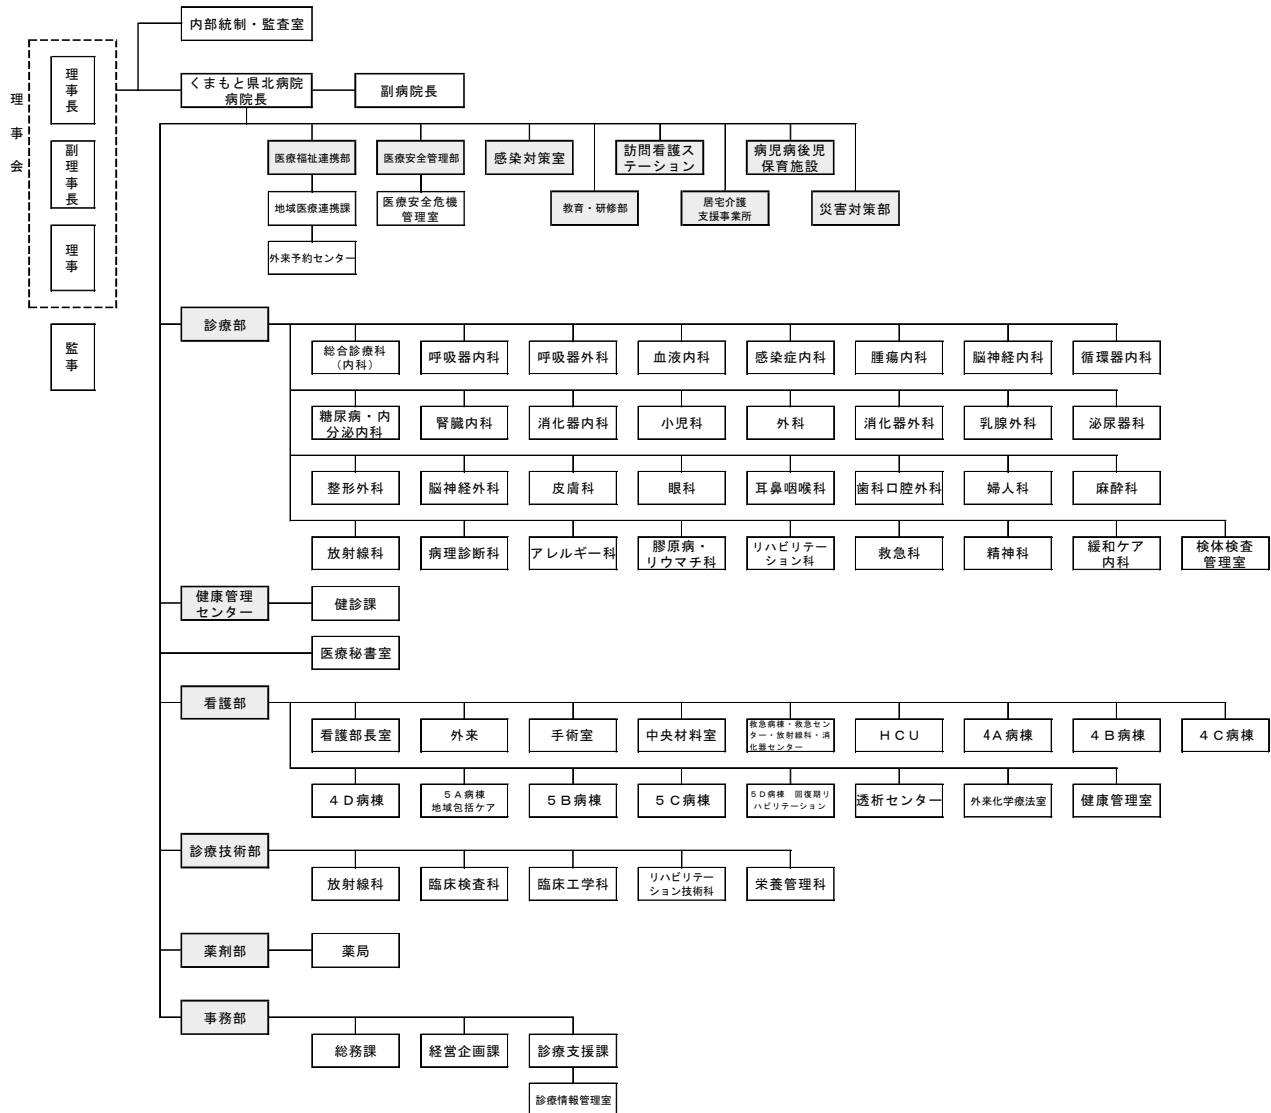 内部統制・監査室
理事会
理事長
副理事長
理事
監事
くまもと県北病院
病院長
副病院長
医療福祉連携部
医療安全管理部
感染対策室
訪問看護ス
テーション
病児病後児
保育施設
地域医療連携課
医療安全危機
管理室
教育・研修部
居宅介護
支援事業所
災害対策部
外来予約センター
診療部
総合診療科
（内科）
呼吸器内科
呼吸器外科
血液内科
感染症内科
腫瘍内科
脳神経内科
循環器内科
糖尿病・内
分泌内科
腎臓内科
消化器内科
小児科
外科
消化器外科
乳腺外科
泌尿器科
整形外科
脳神経外科
皮膚科
眼科
耳鼻咽喉科
歯科口腔外科
婦人科
麻酔科
放射線科
病理診断科
アレルギー科
膠原病・
リウマチ科
リハビリテー
ション科
救急科
精神科
緩和ケア
内科
検体検査
管理室
健康管理
センター
健診課
医療秘書室
看護部
看護部長室
外来
手術室
中央材料室
救急病棟・救急セン
ター・放射線科・消
化器センター
ＨＣＵ
4A病棟
４Ｂ病棟
４Ｃ病棟
４Ｄ病棟
５Ａ病棟
地域包括ケア
５Ｂ病棟
５Ｃ病棟
５Ｄ病棟　回復期リ
ハビリテーション
透析センター
外来化学療法室
健康管理室
診療技術部
放射線科
臨床検査科
臨床工学科
リハビリテー
ション技術科
栄養管理科
薬剤部
薬局
事務部
総務課
経営企画課
診療支援課
診療情報管理室